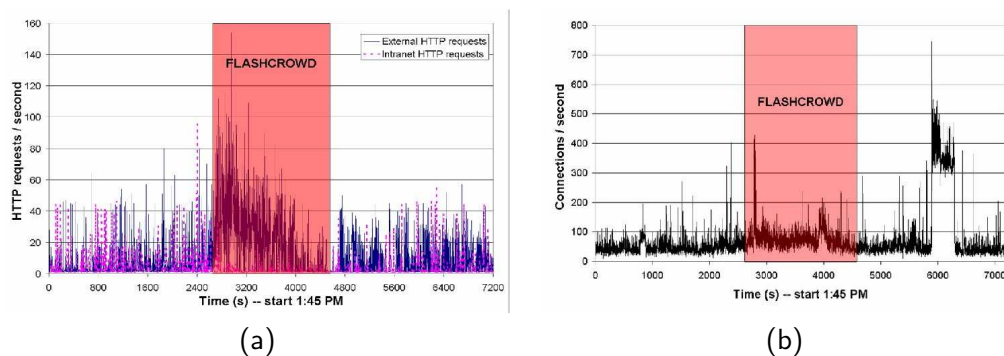 160
140
120
100
80
60
40
20
0
HTTP requests / second
External HTTP requests
Intranet HTTP requests
FLASHCROWD
0 800 1600 2400 3200 4000 4800 5600 6400 7200
Time (s) -- start 1:45 PM
(a)
800
700
600
500
400
300
200
100
0
Connections / second
FLASHCROWD
0 1000 2000 3000 4000 5000 6000 7000
Time (s) -- start 1:45 PM
(b)